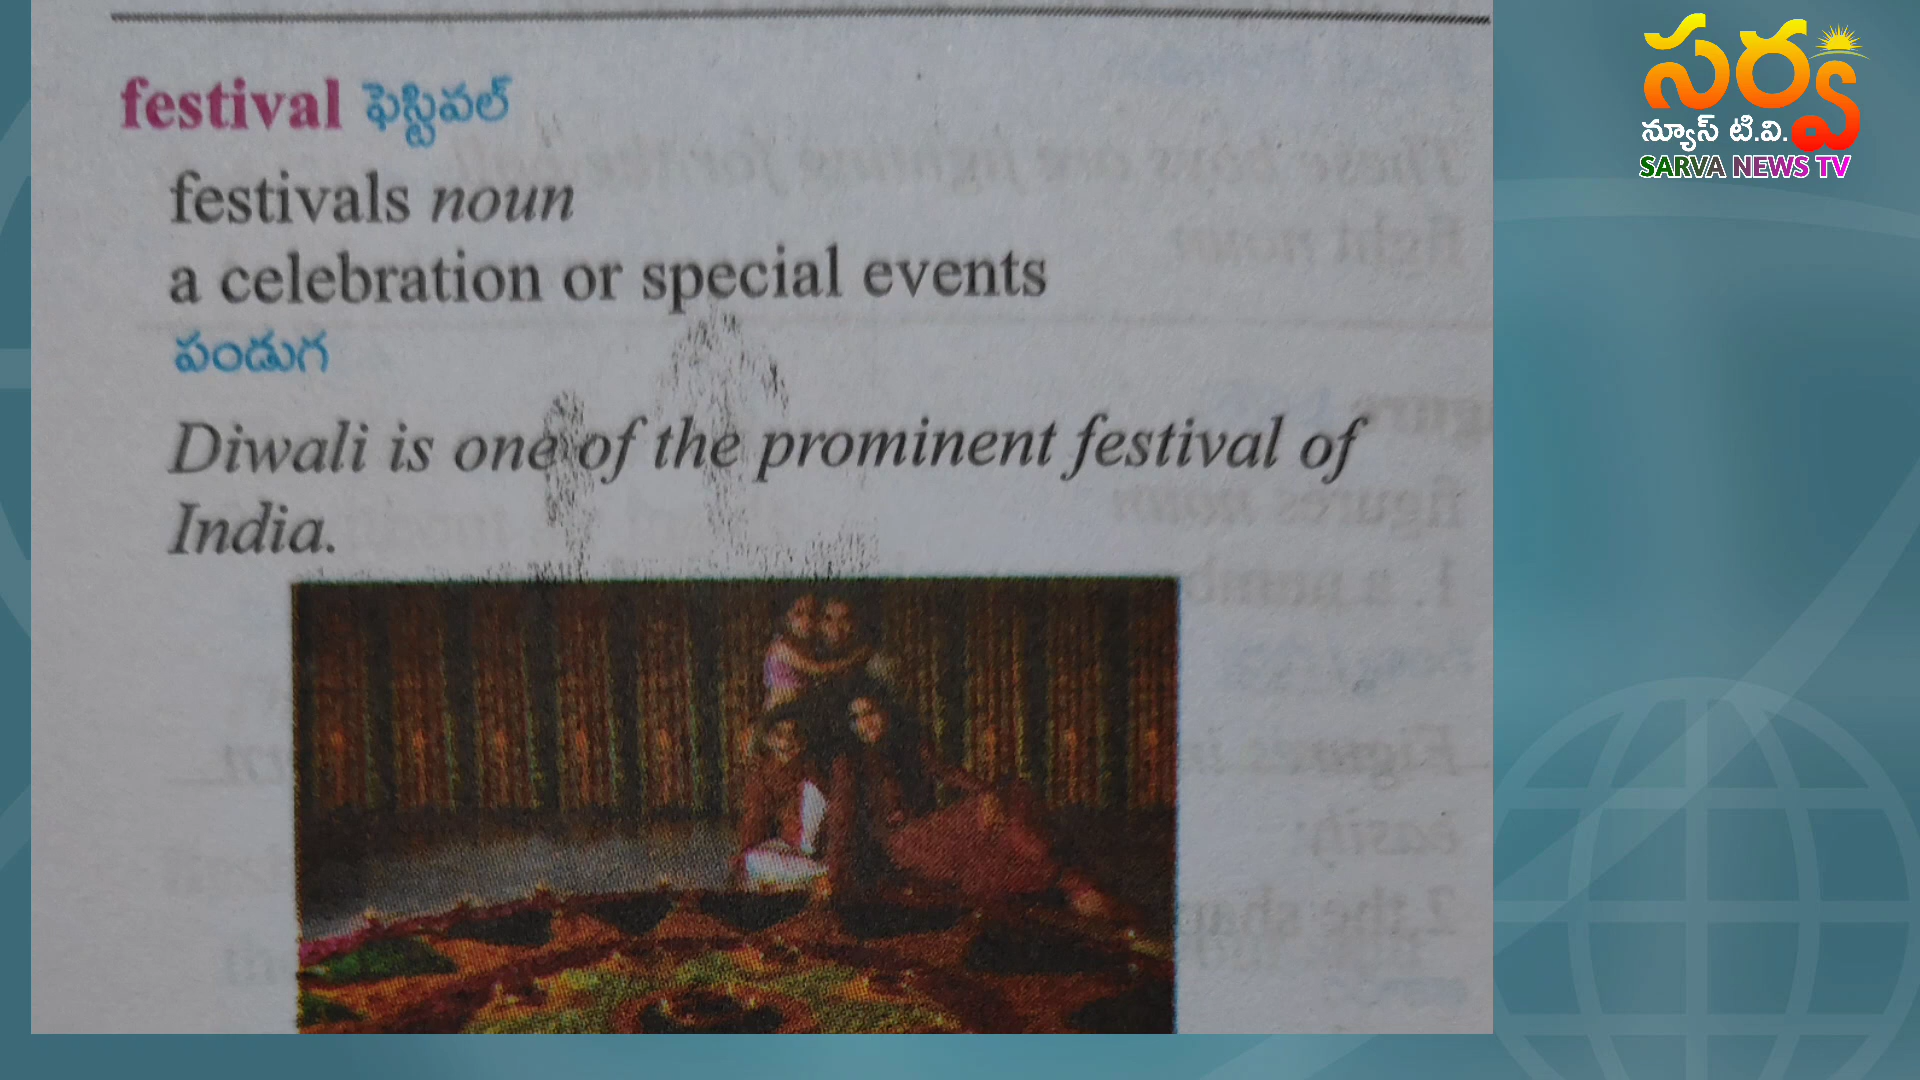 festival ఫెస్టివల్
festivals noun
a celebration or special events
పండుగ
Diwali is one of the prominent festival of
India.
సర్వ
న్యూస్ టి.వి.
SARVA NEWS TV